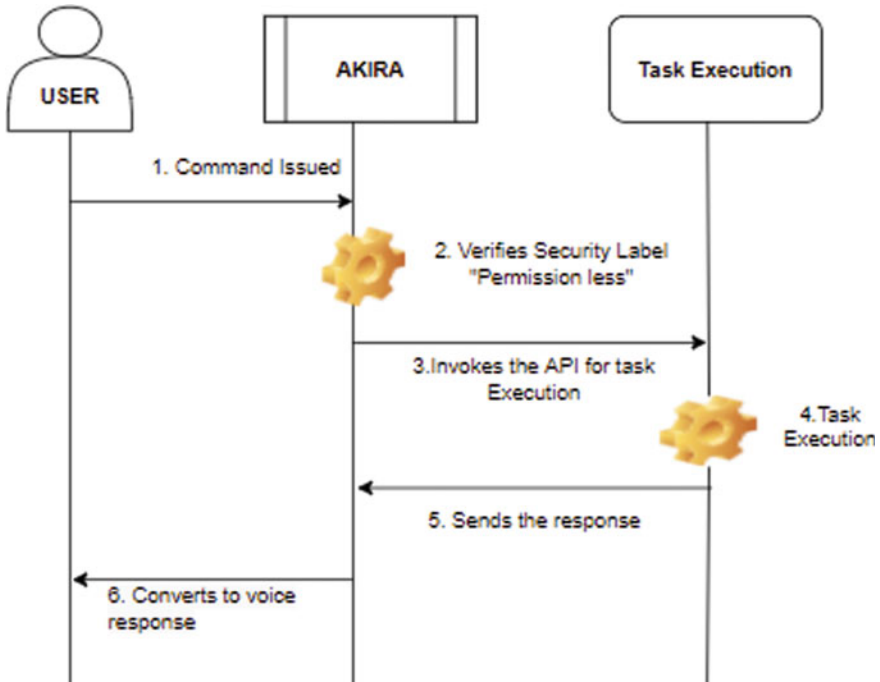 USER
AKIRA
Task Execution
1. Command Issued
2. Verifies Security Label
"Permission less"
3.Invokes the API for task
Execution
4.Task
Execution
5. Sends the response
6. Converts to voice
response